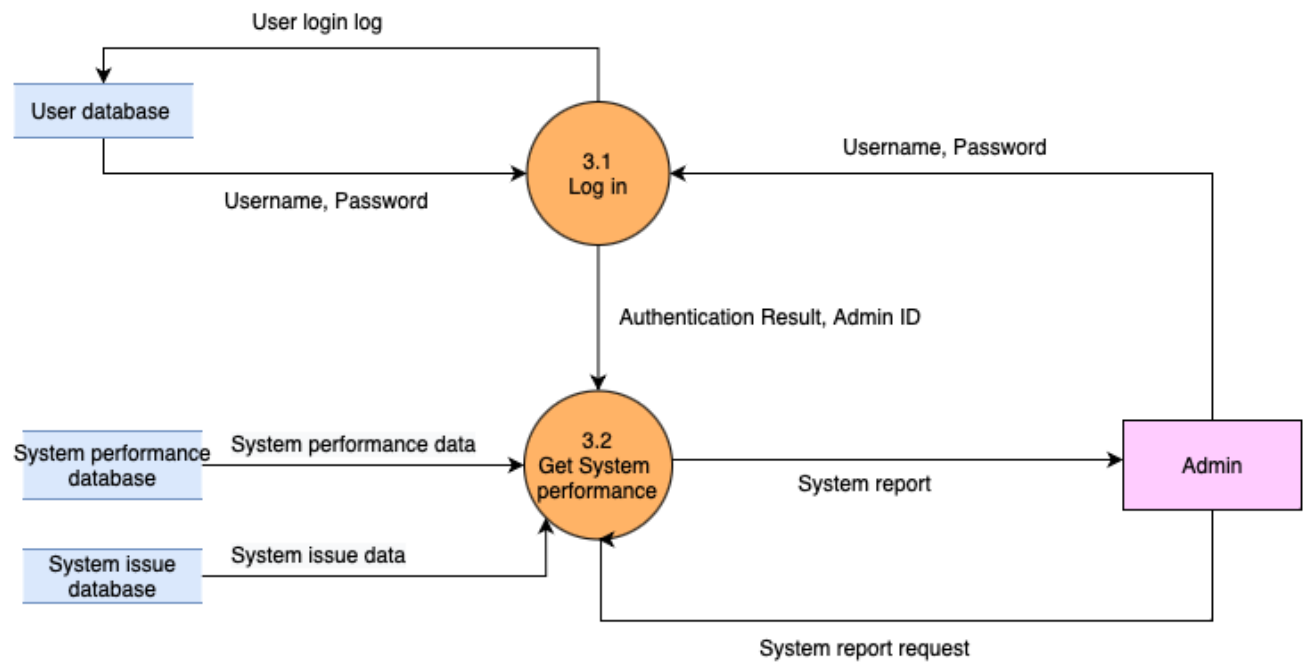 User login log
User database
3.1
Log in
Username, Password
Username, Password
Authentication Result, Admin ID
System performance
database
System performance data
3.2
Get System
performance
System report
Admin
System issue
database
System issue data
System report request